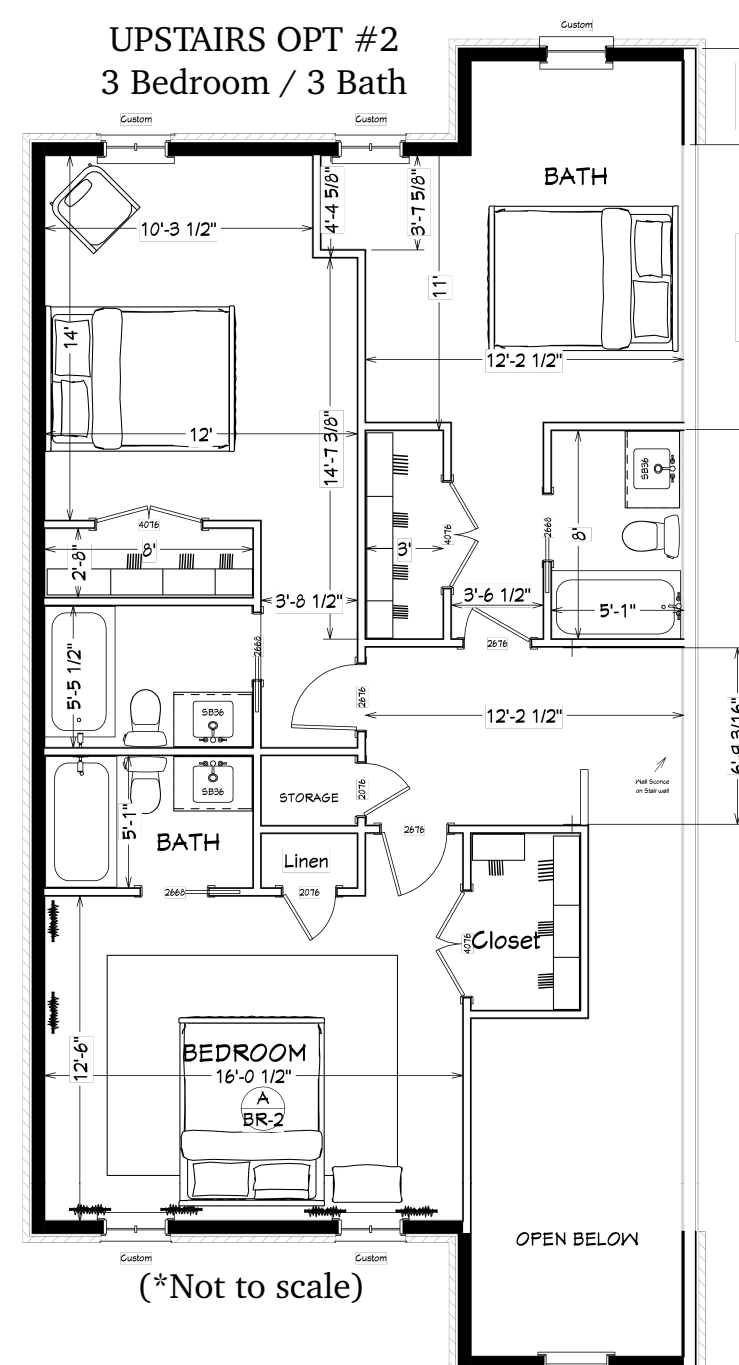 UPSTAIRS OPT #2
3 Bedroom / 3 Bath
Custom
Custom
Custom
BATH
4'-4 5/8"
3'-7 5/8"
10'-3 1/2"
11'
14'
12'-2 1/2"
12'
14'-7 3/8"
SB36
4076
4076
2668
8'
2'-8"
8'
3'
3'-8 1/2"
3'-6 1/2"
5'-1"
2668
2676
5'-5 1/2"
2676
SB36
12'-2 1/2"
6'-9 3/16"
SB36
STORAGE
2076
Wall Sconce
on Stair wall
5'-1"
BATH
2676
Linen
2668
2076
4076
Closet
12'-6"
BEDROOM
16'-0 1/2"
A
BR-2
OPEN BELOW
Custom
Custom
(*Not to scale)